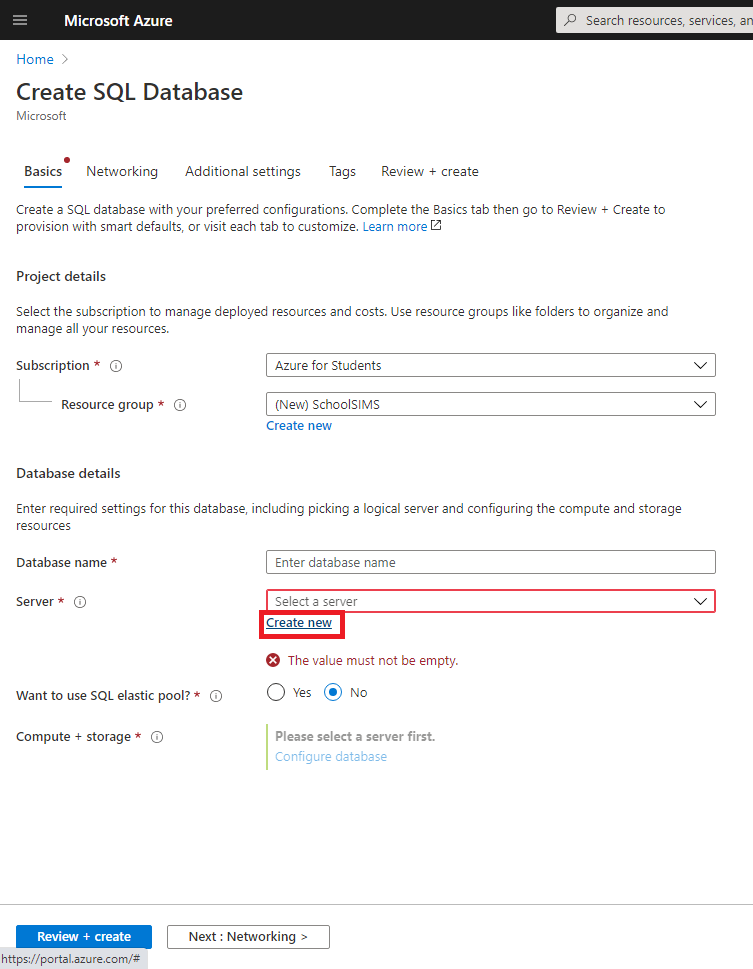 Microsoft Azure
Search resources, services, an
Home
Create SQL Database
Microsoft
Basics Networking Additional settings Tags Review + create
Create a SQL database with your preferred configurations. Complete the Basics tab then go to Review + Create to
provision with smart defaults, or visit each tab to customize. Learn more
Project details
Select the subscription to manage deployed resources and costs. Use resource groups like folders to organize and
manage all your resources.
Subscription *
Azure for Students
Resource group *
(New) SchoolSIMS
Create new
Database details
Enter required settings for this database, including picking a logical server and configuring the compute and storage
resources
Database name *
Enter database name
Server *
Select a server
Create new
The value must not be empty.
Want to use SQL elastic pool? *
Yes No
Compute + storage *
Please select a server first.
Configure database
Review + create
Next : Networking >
https://portal.azure.com/#